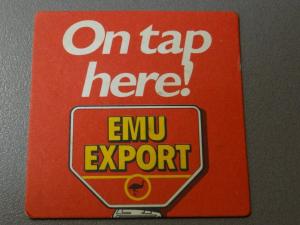 On tap
here!
EMU
EXPORT